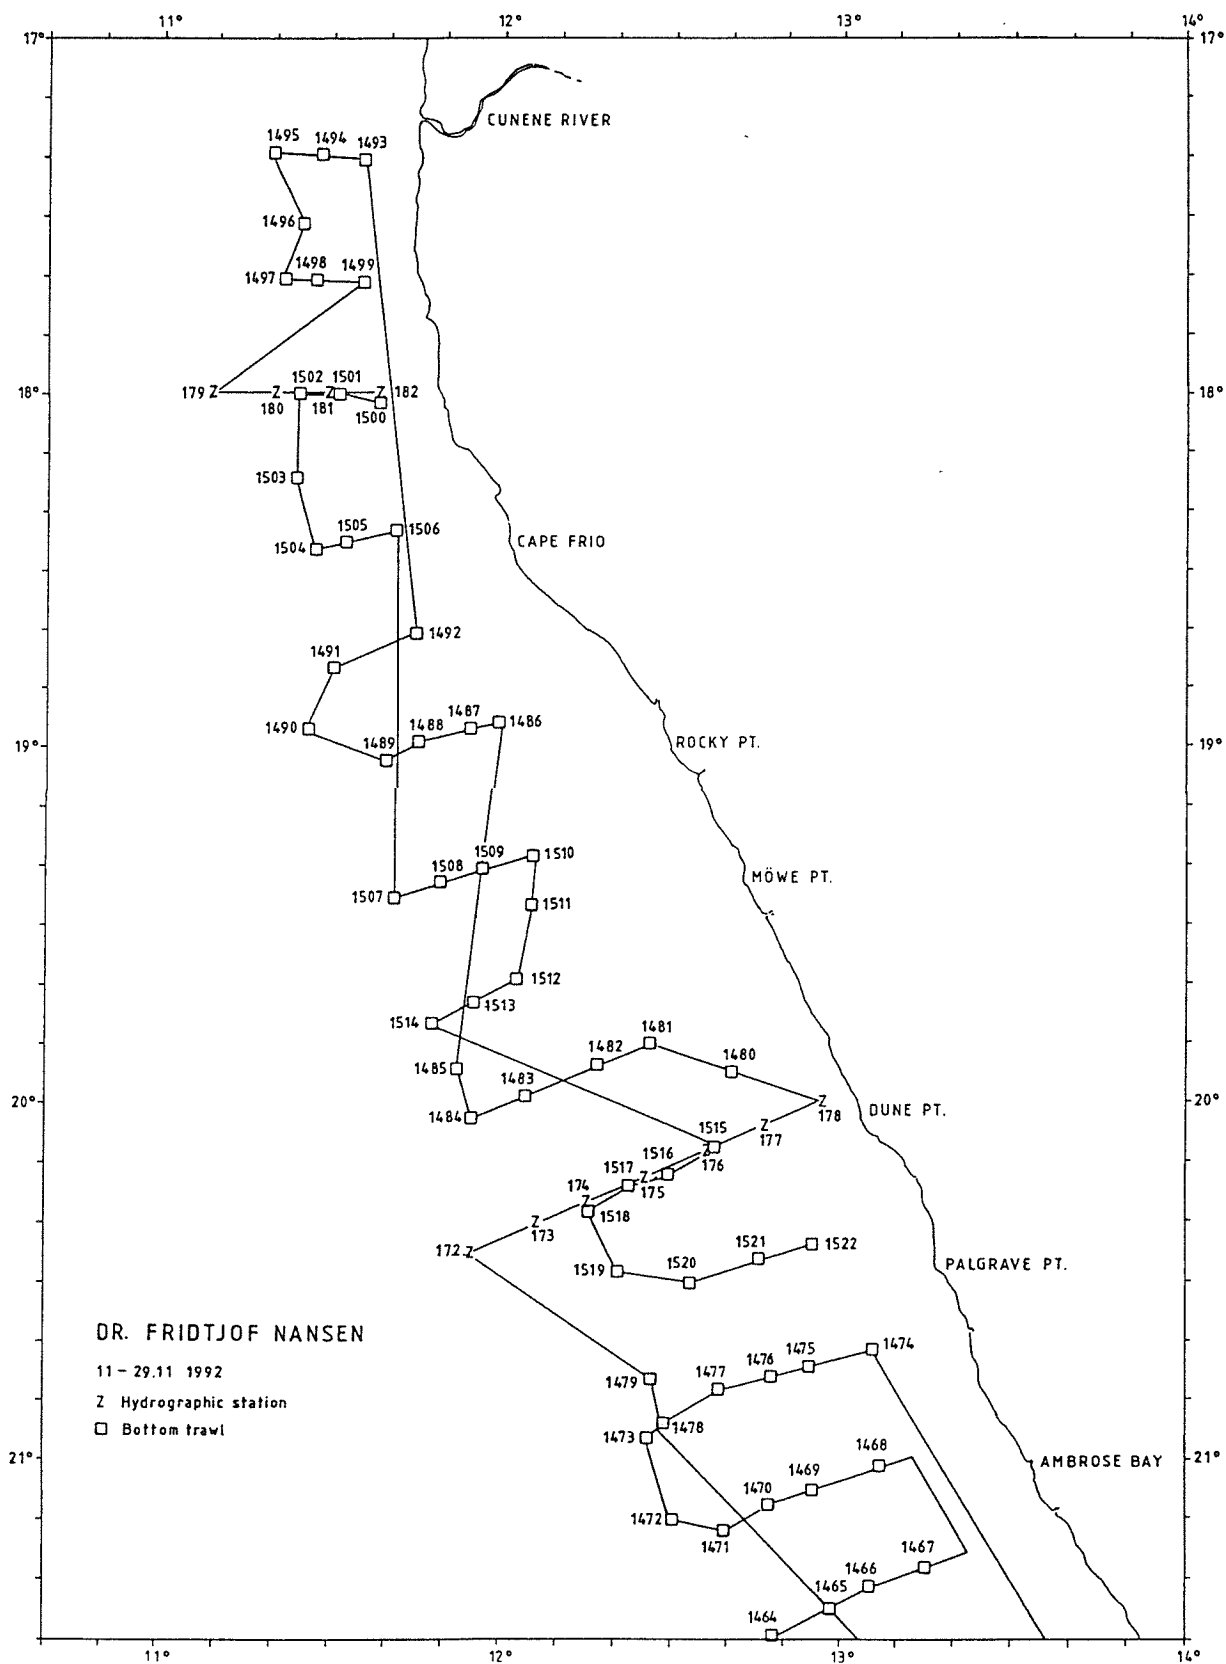 11° 12° 13° 14°
17° 17°
CUNENE RIVER
1495 1494 1493
1496
1497 1498 1499
1502 1501
18° 179 Z Z Z Z 182 18°
180 181 1500
1503
1505 1506
1504
CAPE FRIO
1492
1491
1487
1490 1488 1486
1489
19° ROCKY PT. 19°
1509 1510
1508
MÖWE PT.
1507
1511
1512
1513
1514
1481
1482 1480
1485
1483
1484
20° Z DUNE PT. 20°
178
1515 Z
177
1516 Z
1517 Z 176
174 175
Z 1518
Z
173
172 Z
1521 1522
1519 1520
PALGRAVE PT.
DR. FRIDTJOF NANSEN
11 – 29.11 1992
Z Hydrographic station
Bottom trawl
1474
1476 1475
1477
1479
1478
1473
1468
21° AMBROSE BAY 21°
1469
1470
1472
1471
1467
1466
1465
1464
11° 12° 13° 14°